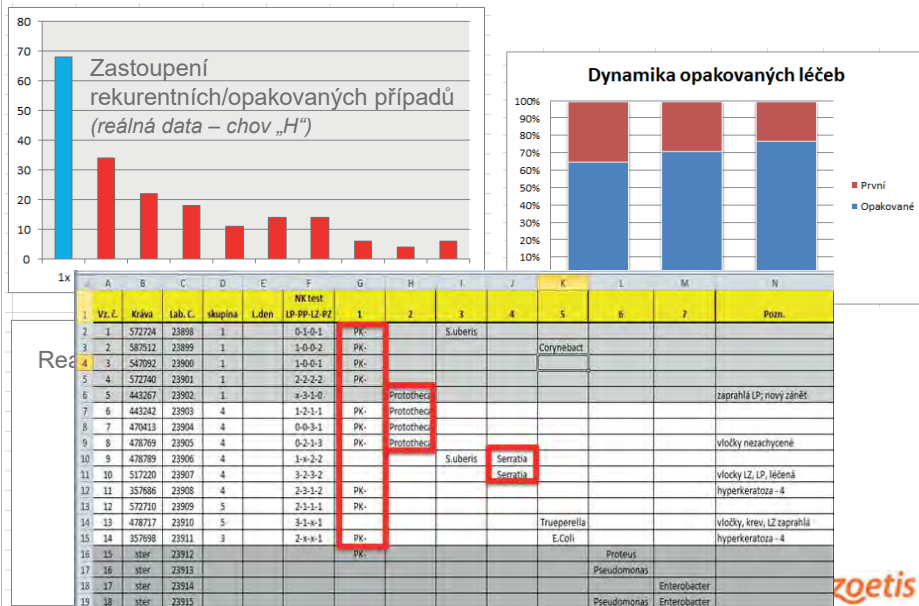 80
70
60
50
40
30
20
10
0
1x
Zastoupení
rekurentních/opakovaných případů
(reálná data – chov „H“)
Dynamika opakovaných léčeb
100%
90%
80%
70%
60%
50%
40%
30%
20%
10%
První
Opakované
Rea
A B C D E F G H I J K L M N
1 Vz. č. Kráva Lab. C. skupina L.den NK test LP-PP-LZ-PZ 1 2 3 4 5 6 7 Pozn.
2 1 572724 23898 1 0-1-0-1 PK- S.uberis
3 2 587512 23899 1 1-0-0-2 PK- Corynebact
4 3 547092 23900 1 1-0-0-1 PK-
5 4 572740 23901 1 2-2-2-2 PK-
6 5 443267 23902 1 x-3-1-0 Prototheca zaprahlá LP; nový zánět
7 6 443242 23903 4 1-2-1-1 PK- Prototheca
8 7 470413 23904 4 0-0-3-1 PK- Prototheca
9 8 478769 23905 4 0-2-1-3 PK- Prototheca vločky nezachycené
10 9 478789 23906 4 1-x-2-2 S.uberis Serratia
11 10 517220 23907 4 3-2-3-2 Serratia vlocky LZ, LP, léčená
12 11 357686 23908 4 2-3-1-2 PK- hyperkeratoza - 4
13 12 572710 23909 5 2-1-1-1 PK-
14 13 478717 23910 5 3-1-x-1 Trueperella vločky, krev, LZ zaprahlá
15 14 357698 23911 3 2-x-x-1 PK- E.Coli hyperkeratoza - 4
16 15 ster 23912 PK- Proteus
17 16 ster 23913 Pseudomonas
18 17 ster 23914 Enterobacter
19 18 ster 23915 Pseudomonas Enterobacter
zoetis